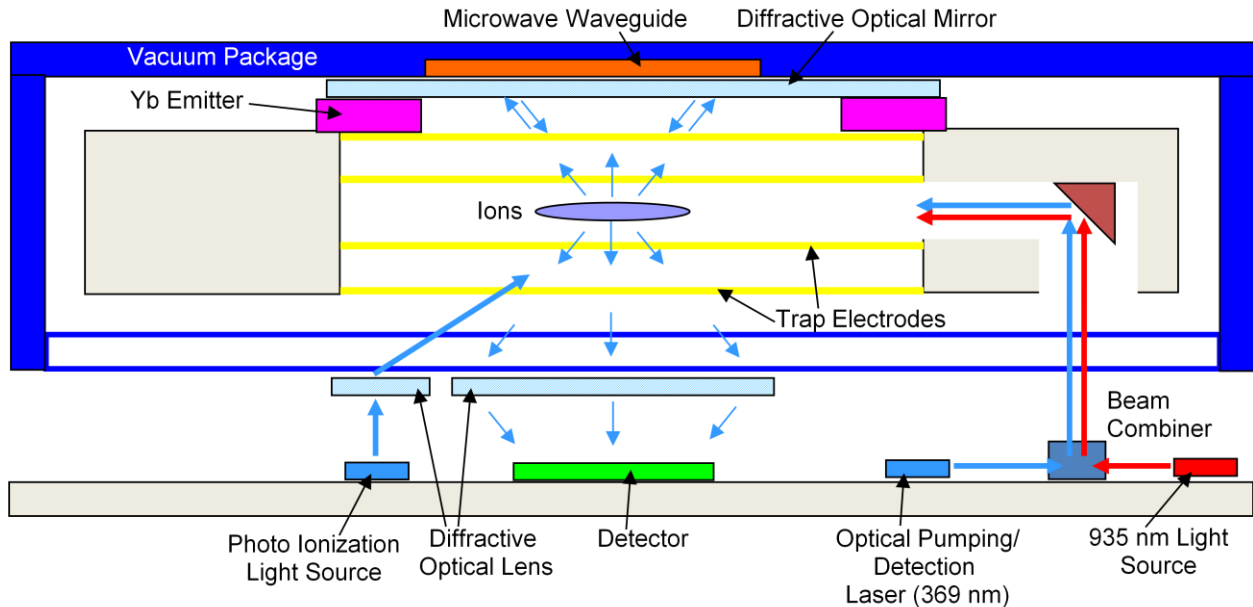 Microwave Waveguide
Diffractive Optical Mirror
Vacuum Package
Yb Emitter
Ions
Trap Electrodes
Beam
Combiner
Photo Ionization
Light Source
Diffractive
Optical Lens
Detector
Optical Pumping/
Detection
Laser (369 nm)
935 nm Light
Source